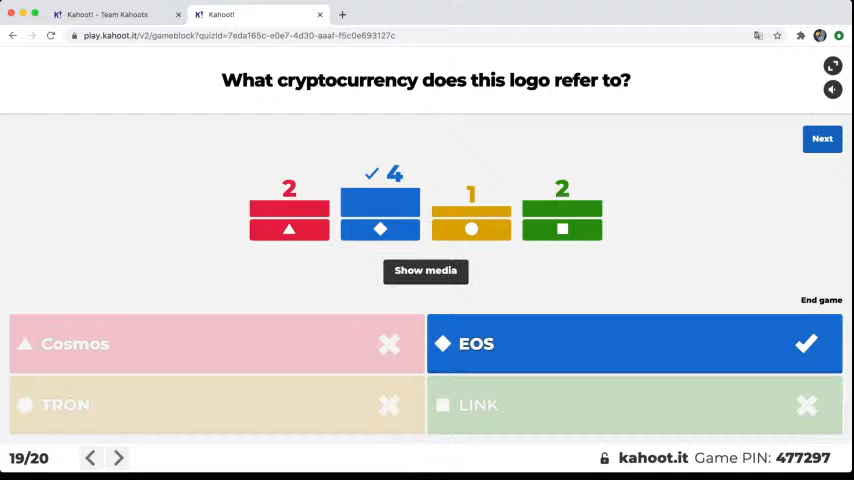 Kahoot! - Team Kahoots
Kahoot!
play.kahoot.it/v2/gameblock?quizId=7eda165c-e0e7-4d30-aaaf-f5c0e693127c
What cryptocurrency does this logo refer to?
Next
2
4
1
2
Show media
End game
Cosmos
EOS
TRON
LINK
19/20
kahoot.it Game PIN: 477297